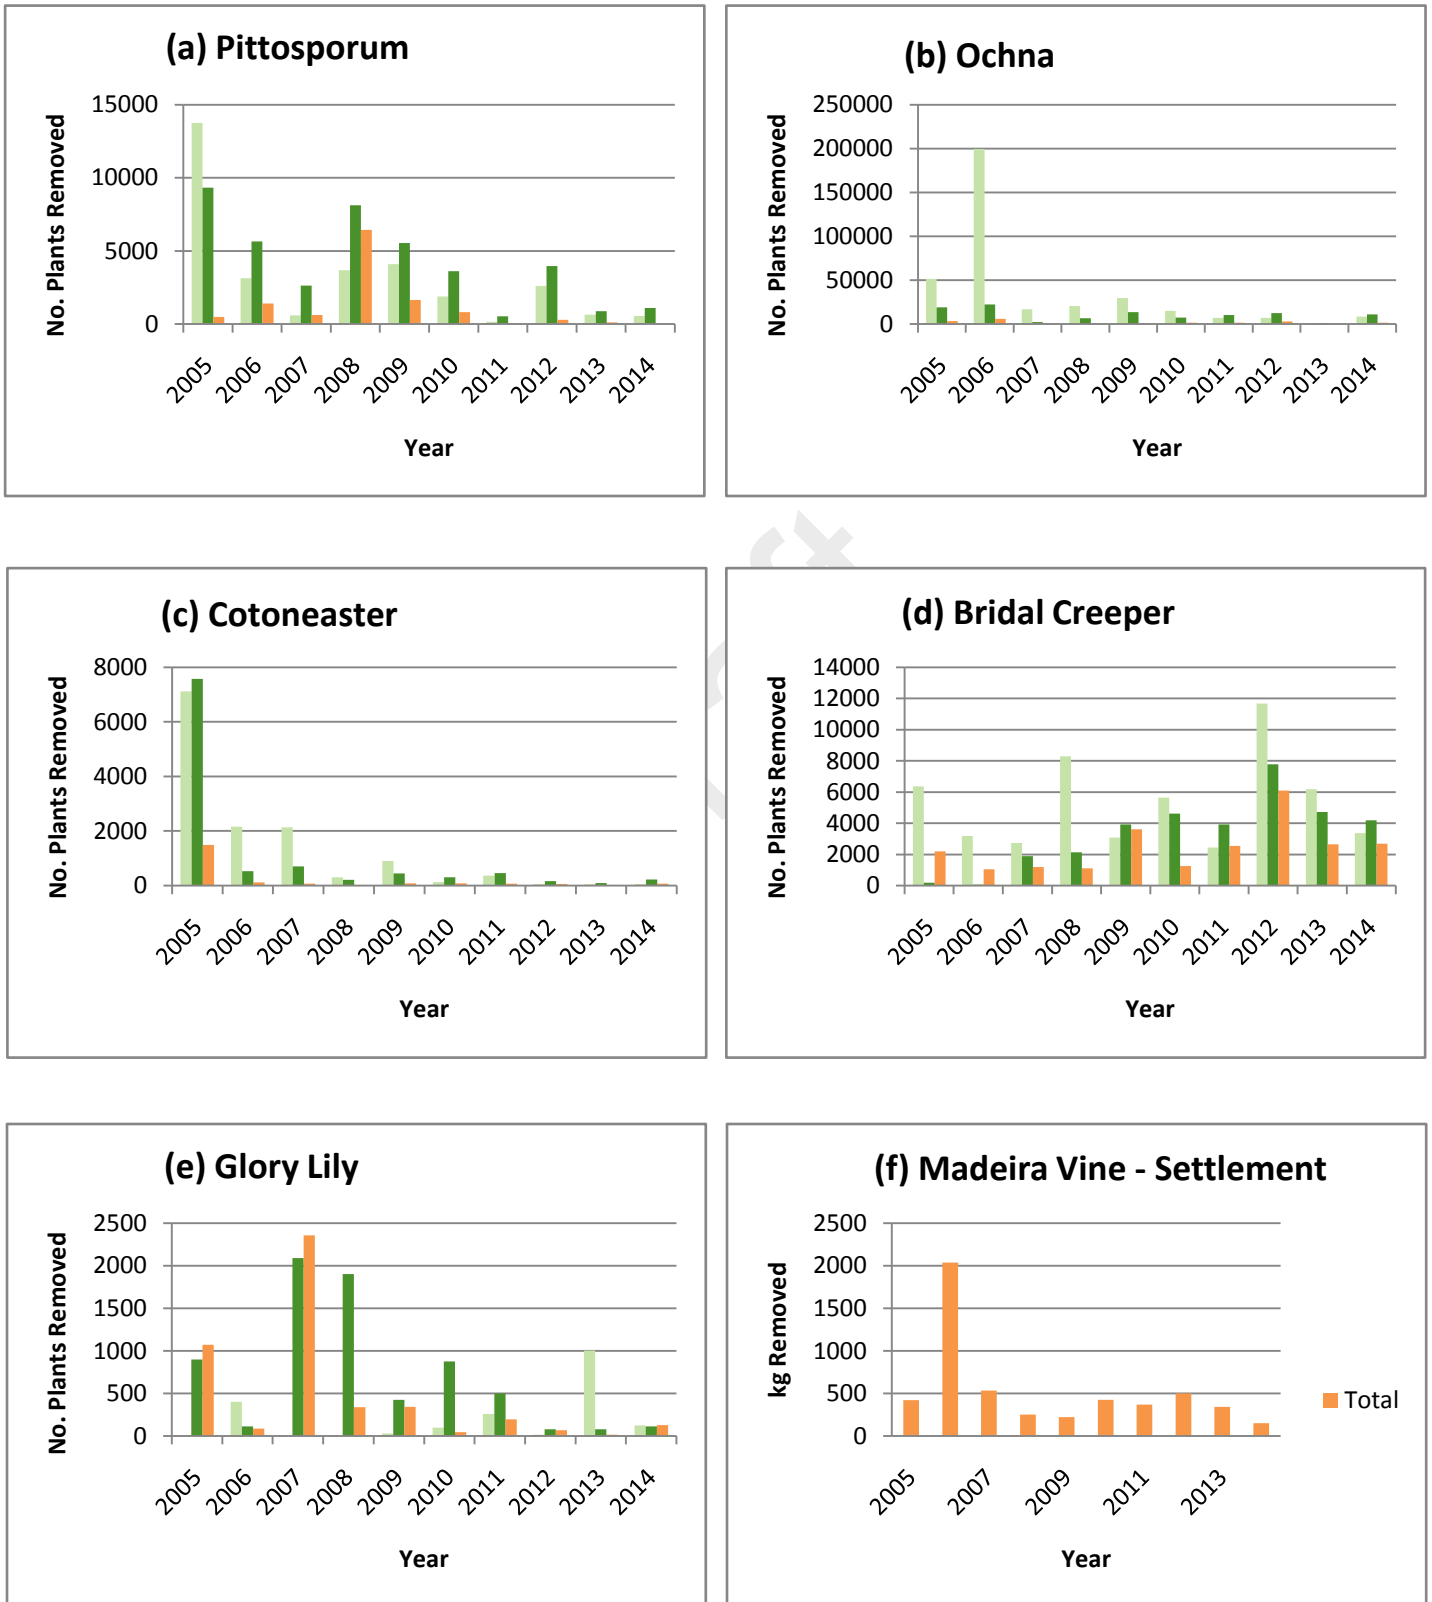 (a) Pittosporum
No. Plants Removed
15000
10000
5000
0
2005 2006 2007 2008 2009 2010 2011 2012 2013 2014
Year
(b) Ochna
No. Plants Removed
250000
200000
150000
100000
50000
0
2005 2006 2007 2008 2009 2010 2011 2012 2013 2014
Year
(c) Cotoneaster
No. Plants Removed
8000
6000
4000
2000
0
2005 2006 2007 2008 2009 2010 2011 2012 2013 2014
Year
(d) Bridal Creeper
No. Plants Removed
14000
12000
10000
8000
6000
4000
2000
0
2005 2006 2007 2008 2009 2010 2011 2012 2013 2014
Year
(e) Glory Lily
No. Plants Removed
2500
2000
1500
1000
500
0
2005 2006 2007 2008 2009 2010 2011 2012 2013 2014
Year
(f) Madeira Vine - Settlement
kg Removed
2500
2000
1500
1000
500
0
2005 2007 2009 2011 2013
Year
Total